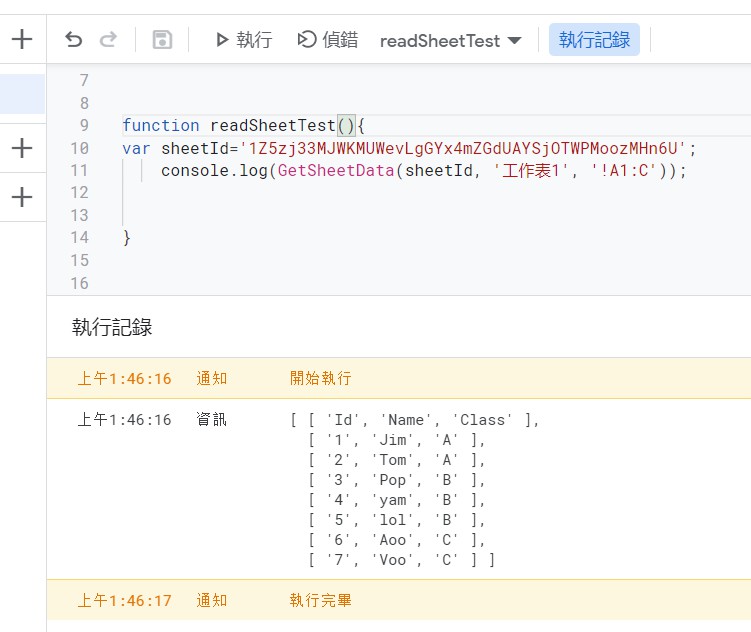 執行 偵錯 readSheetTest 執行記錄
7
8
9 function readSheetTest(){
10 var sheetId='1Z5zj33MJWKMUWevLgGYx4mZGdUAYSjOTWPMoozMHn6U';
11 console.log(GetSheetData(sheetId, '工作表1', '!A1:C'));
12
13
14 }
15
16
執行記錄
上午1:46:16 通知 開始執行
上午1:46:16 資訊 [ [ 'Id', 'Name', 'Class' ],
[ '1', 'Jim', 'A' ],
[ '2', 'Tom', 'A' ],
[ '3', 'Pop', 'B' ],
[ '4', 'yam', 'B' ],
[ '5', 'lol', 'B' ],
[ '6', 'Aoo', 'C' ],
[ '7', 'Voo', 'C' ] ]
上午1:46:17 通知 執行完畢